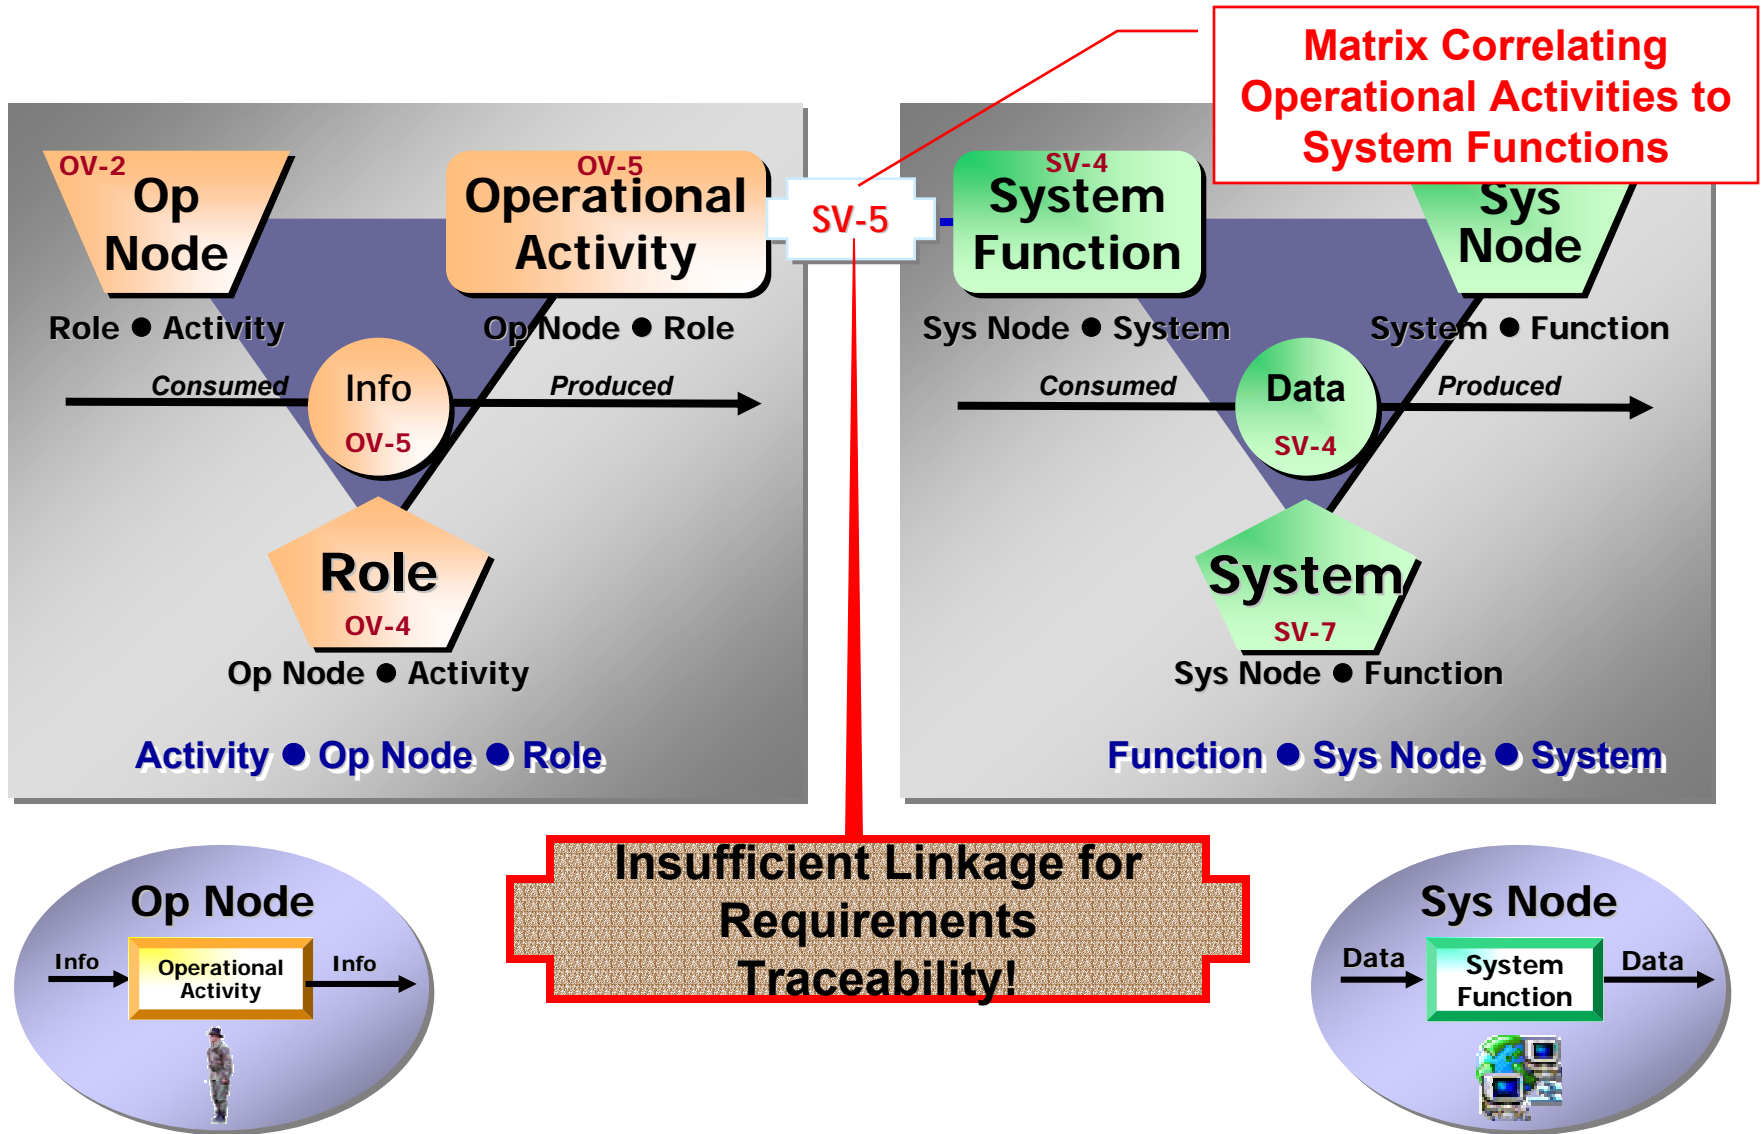 Matrix Correlating
Operational Activities to
System Functions
OV-2
Op
Node
OV-5
Operational
Activity
SV-5
SV-4
System
Function
Sys
Node
Role ● Activity
Op Node ● Role
Sys Node ● System
System ● Function
Consumed
Info
OV-5
Produced
Consumed
Data
SV-4
Produced
Role
OV-4
System
SV-7
Op Node ● Activity
Sys Node ● Function
Activity ● Op Node ● Role
Function ● Sys Node ● System
Insufficient Linkage for
Requirements
Traceability!
Op Node
Info
Operational
Activity
Info
Sys Node
Data
System
Function
Data